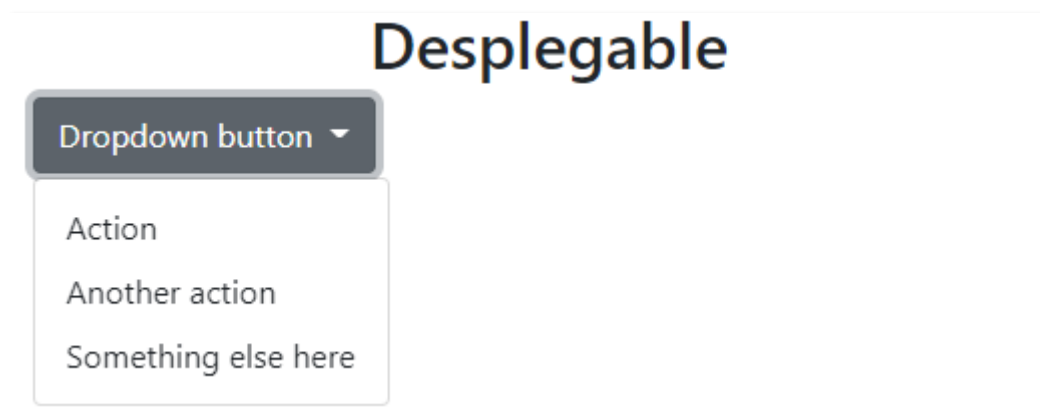 Desplegable
Dropdown button
Action
Another action
Something else here